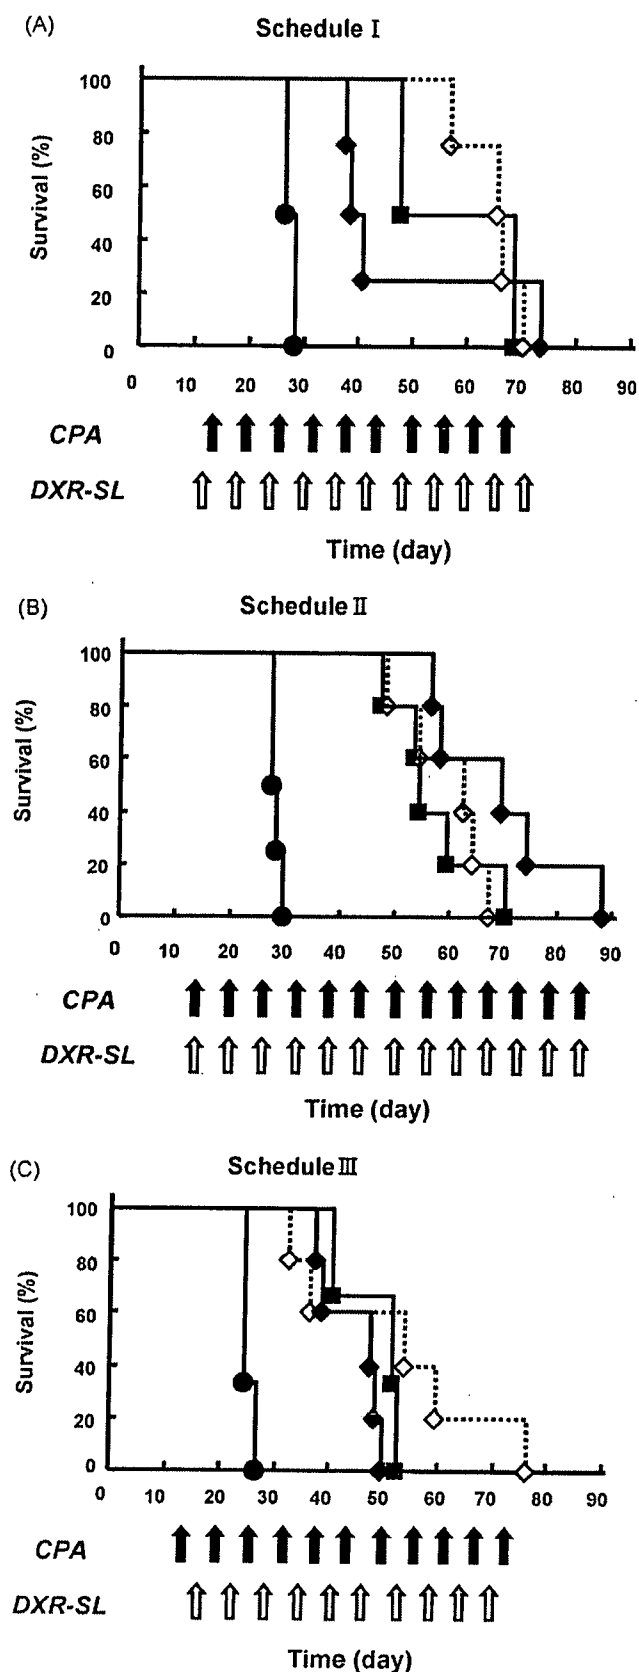 (A)
Schedule I
Survival (%)
100
80
60
40
20
0
0 10 20 30 40 50 60 70 80 90
CPA
DXR-SL
Time (day)
(B)
Schedule II
Survival (%)
100
80
60
40
20
0
0 10 20 30 40 50 60 70 80 90
CPA
DXR-SL
Time (day)
(C)
Schedule III
Survival (%)
100
80
60
40
20
0
0 10 20 30 40 50 60 70 80 90
CPA
DXR-SL
Time (day)